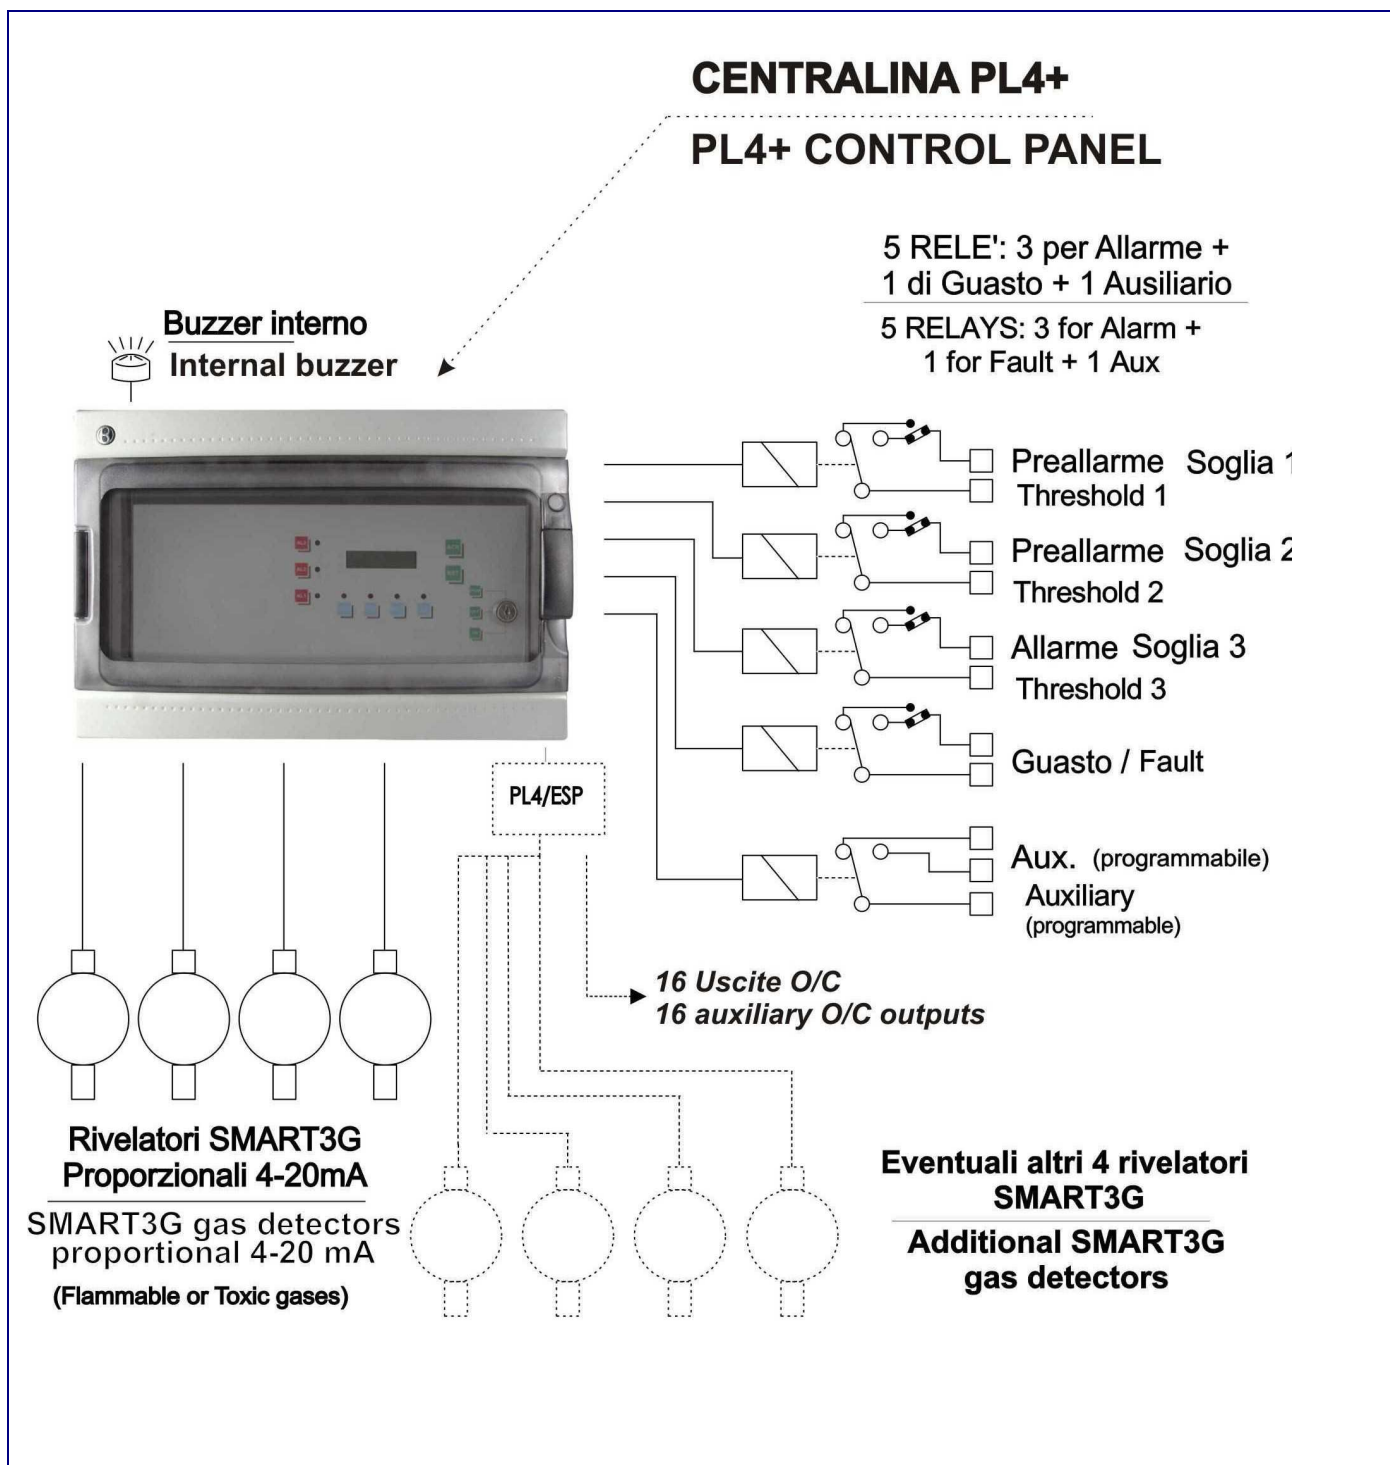 CENTRALINA PL4+
PL4+ CONTROL PANEL
5 RELE': 3 per Allarme +
1 di Guasto + 1 Ausiliario
5 RELAYS: 3 for Alarm +
1 for Fault + 1 Aux
Buzzer interno
Internal buzzer
Preallarme Soglia 1
Threshold 1
Preallarme Soglia 2
Threshold 2
Allarme Soglia 3
Threshold 3
Guasto / Fault
PL4/ESP
Aux. (programmabile)
Auxiliary
(programmable)
16 Uscite O/C
16 auxiliary O/C outputs
Rivelatori SMART3G
Proporzionali 4-20mA
SMART3G gas detectors
proportional 4-20 mA
(Flammable or Toxic gases)
Eventuali altri 4 rivelatori
SMART3G
Additional SMART3G
gas detectors